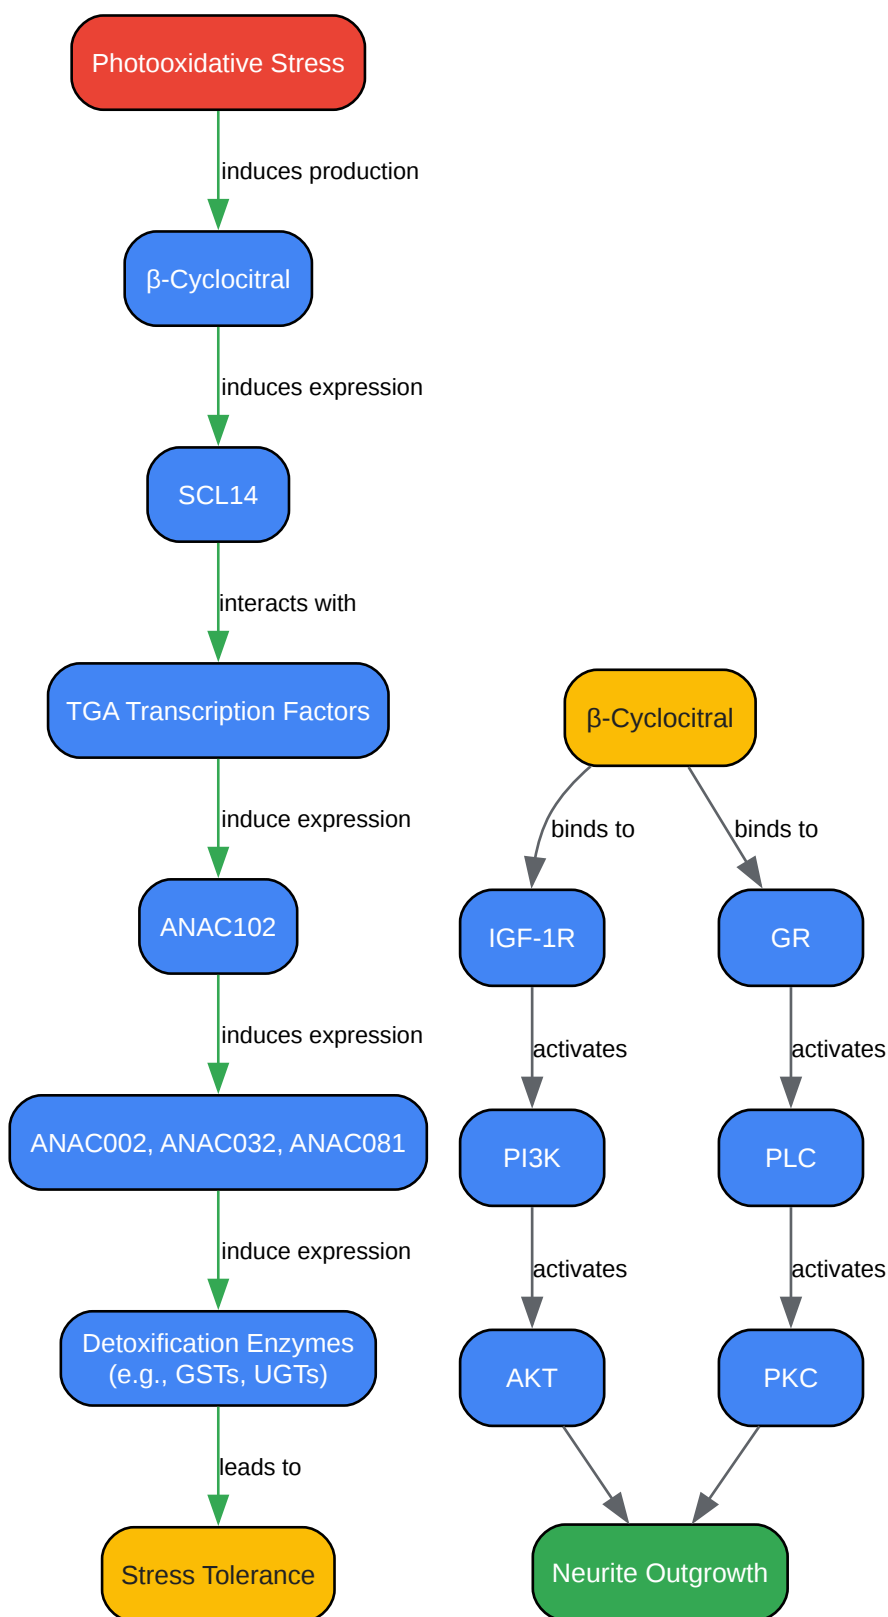 Photooxidative Stress
induces production
β-Cyclocitral
induces expression
SCL14
interacts with
TGA Transcription Factors
induce expression
ANAC102
induces expression
ANAC002, ANAC032, ANAC081
induce expression
Detoxification Enzymes
(e.g., GSTs, UGTs)
leads to
Stress Tolerance
β-Cyclocitral
binds to
binds to
IGF-1R
GR
activates
activates
PI3K
PLC
activates
activates
AKT
PKC
Neurite Outgrowth